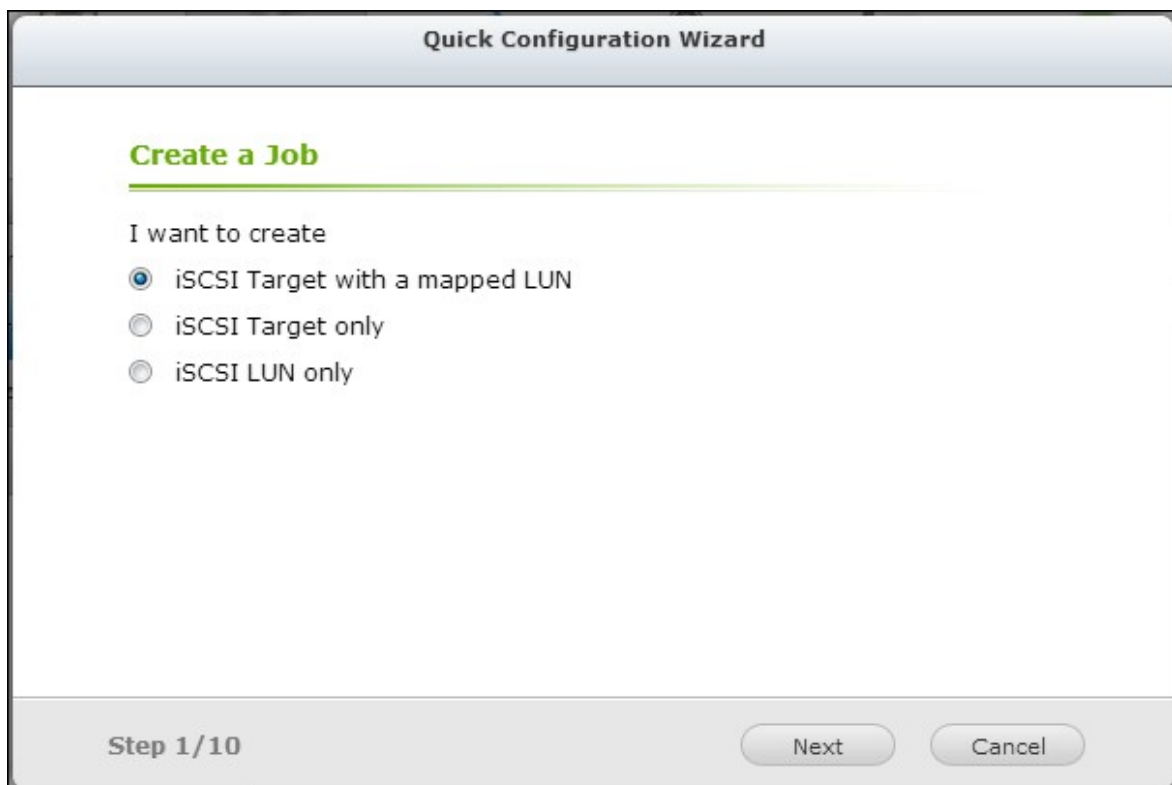 Quick Configuration Wizard
Create a Job
I want to create
iSCSI Target with a mapped LUN
iSCSI Target only
iSCSI LUN only
Step 1/10
Next
Cancel